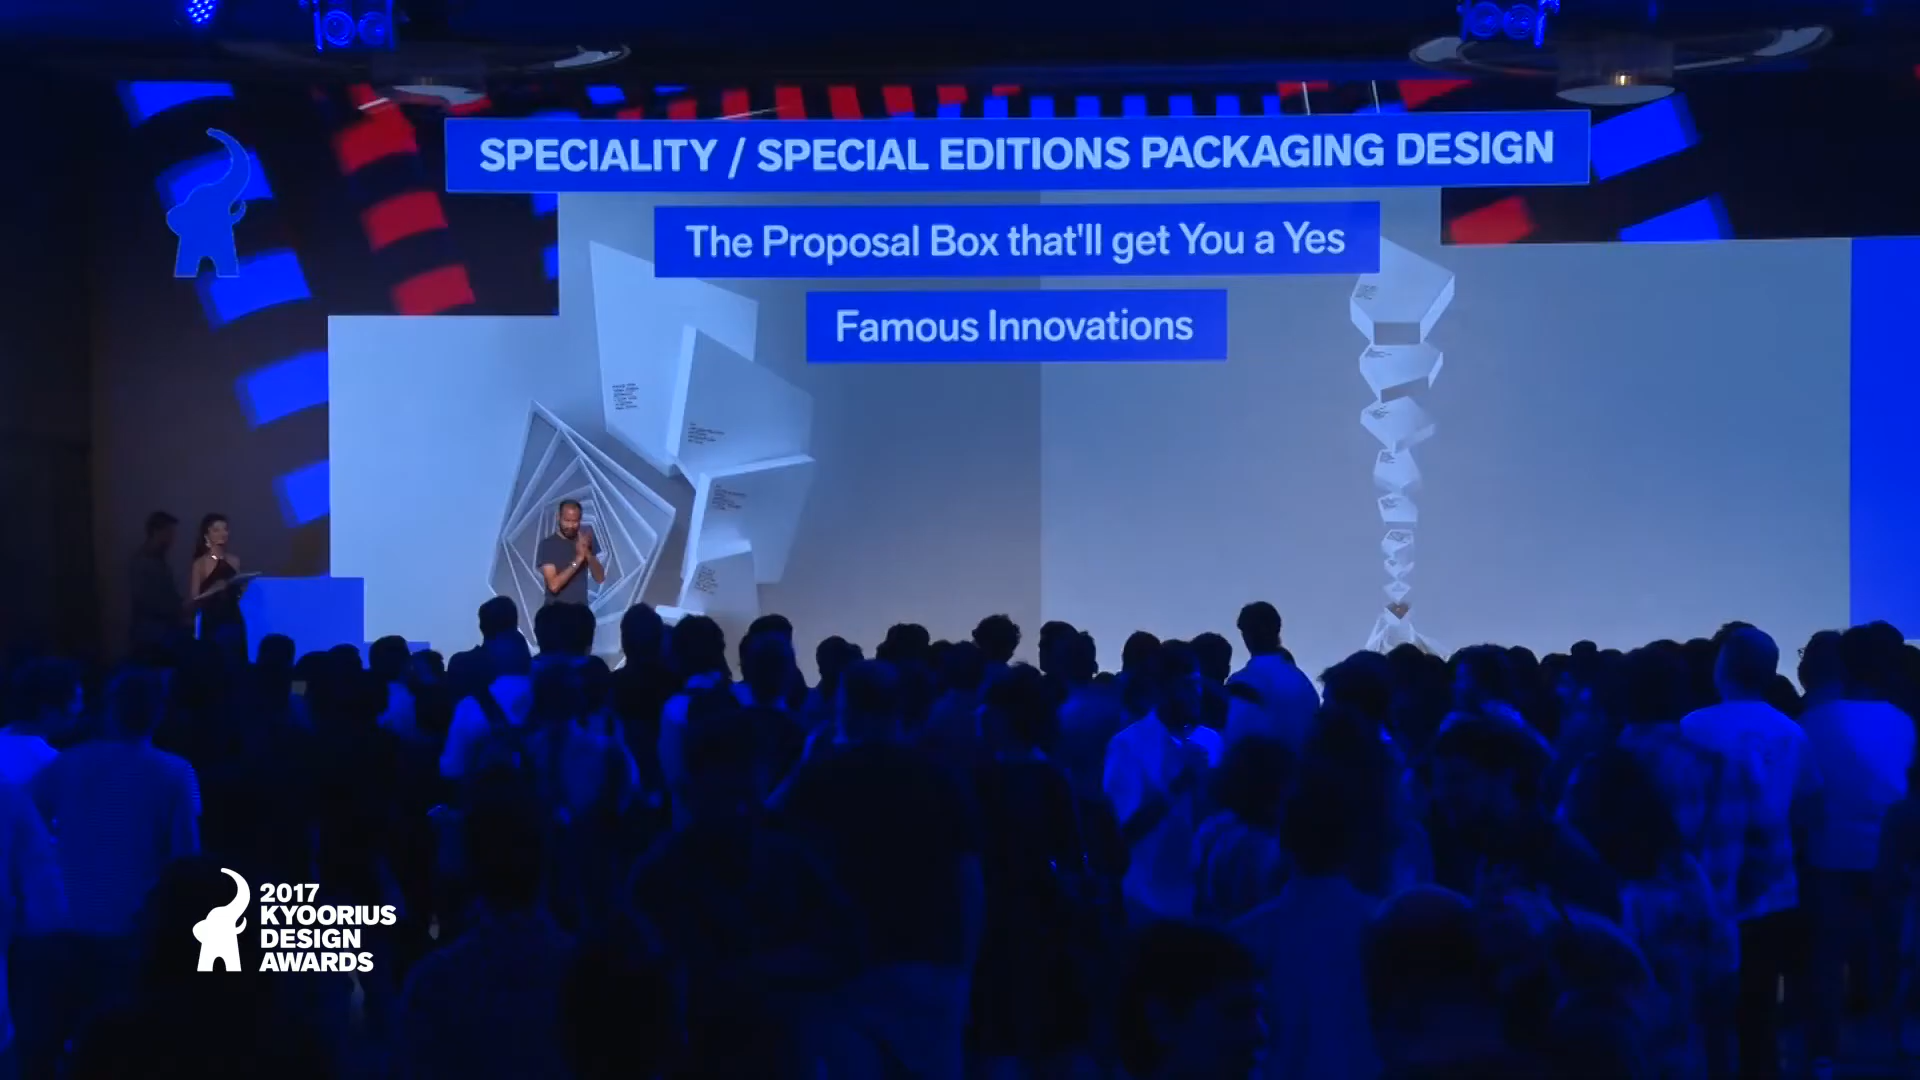 SPECIALITY / SPECIAL EDITIONS PACKAGING DESIGN
The Proposal Box that'll get You a Yes
Famous Innovations
2017
KYOORIUS
DESIGN
AWARDS